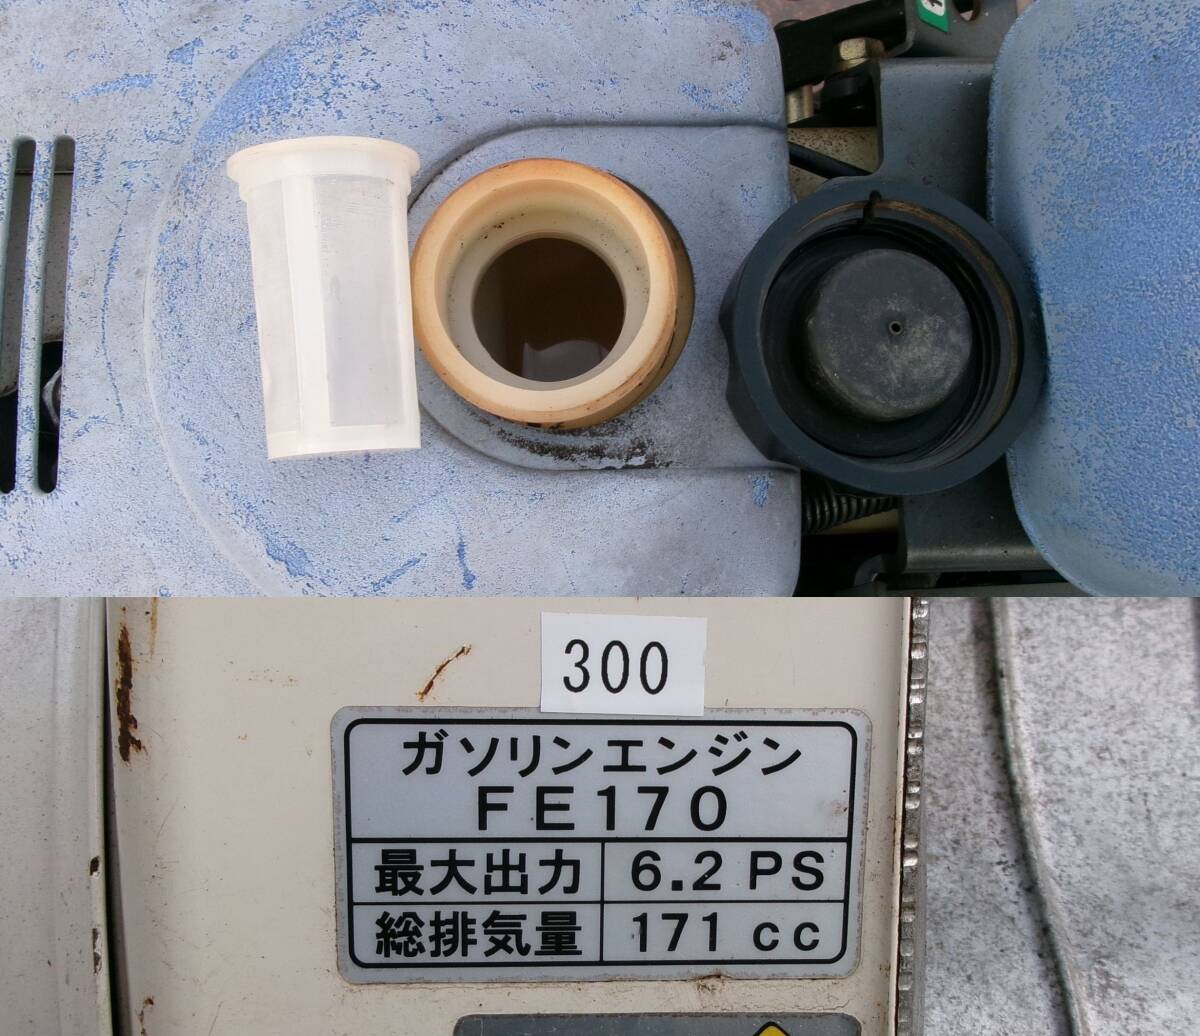 300
ガソリンエンジン
FE170
最大出力 6.2 PS
総排気量 171 cc